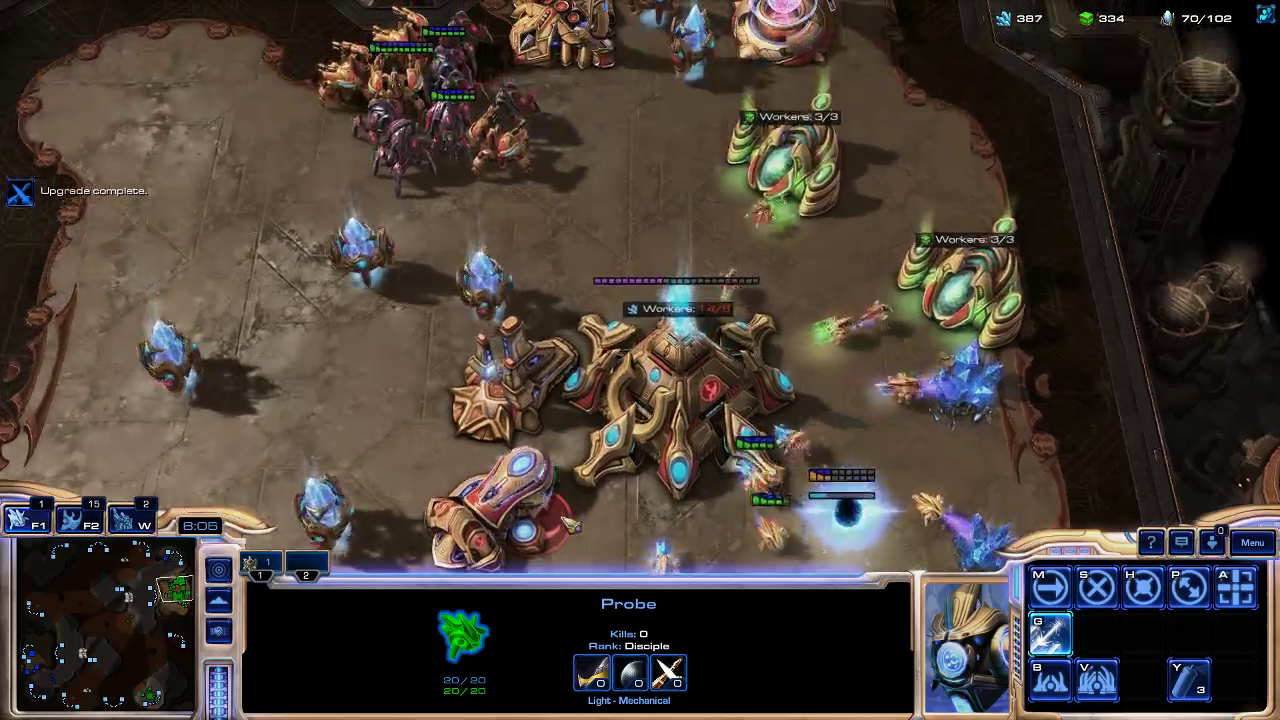 387 334 70/102
Workers: 3/3
Upgrade complete.
Workers: 3/3
Workers:
1 15 2
F1 F2 W
8:05
0
? Menu
1
1 2
Probe
M S H P A
Kills: 0
G
Rank: Disciple
0 0 0
20/20
20/20
B V Y
3
Light - Mechanical